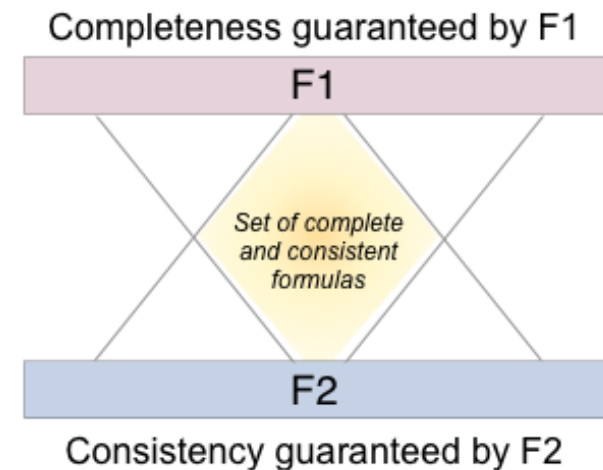 Completeness guaranteed by F1
F1
Set of complete
and consistent
formulas
F2
Consistency guaranteed by F2